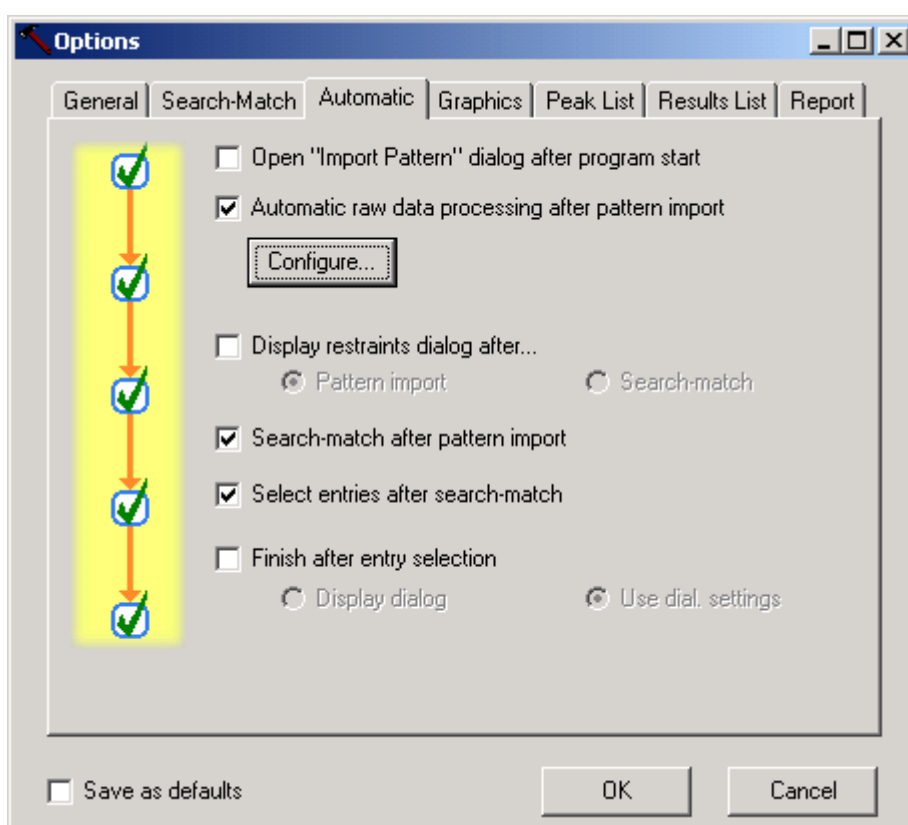 Options
General Search-Match Automatic Graphics Peak List Results List Report
Open "Import Pattern" dialog after program start
Automatic raw data processing after pattern import
Configure...
Display restraints dialog after...
Pattern import Search-match
Search-match after pattern import
Select entries after search-match
Finish after entry selection
Display dialog Use dial. settings
Save as defaults OK Cancel